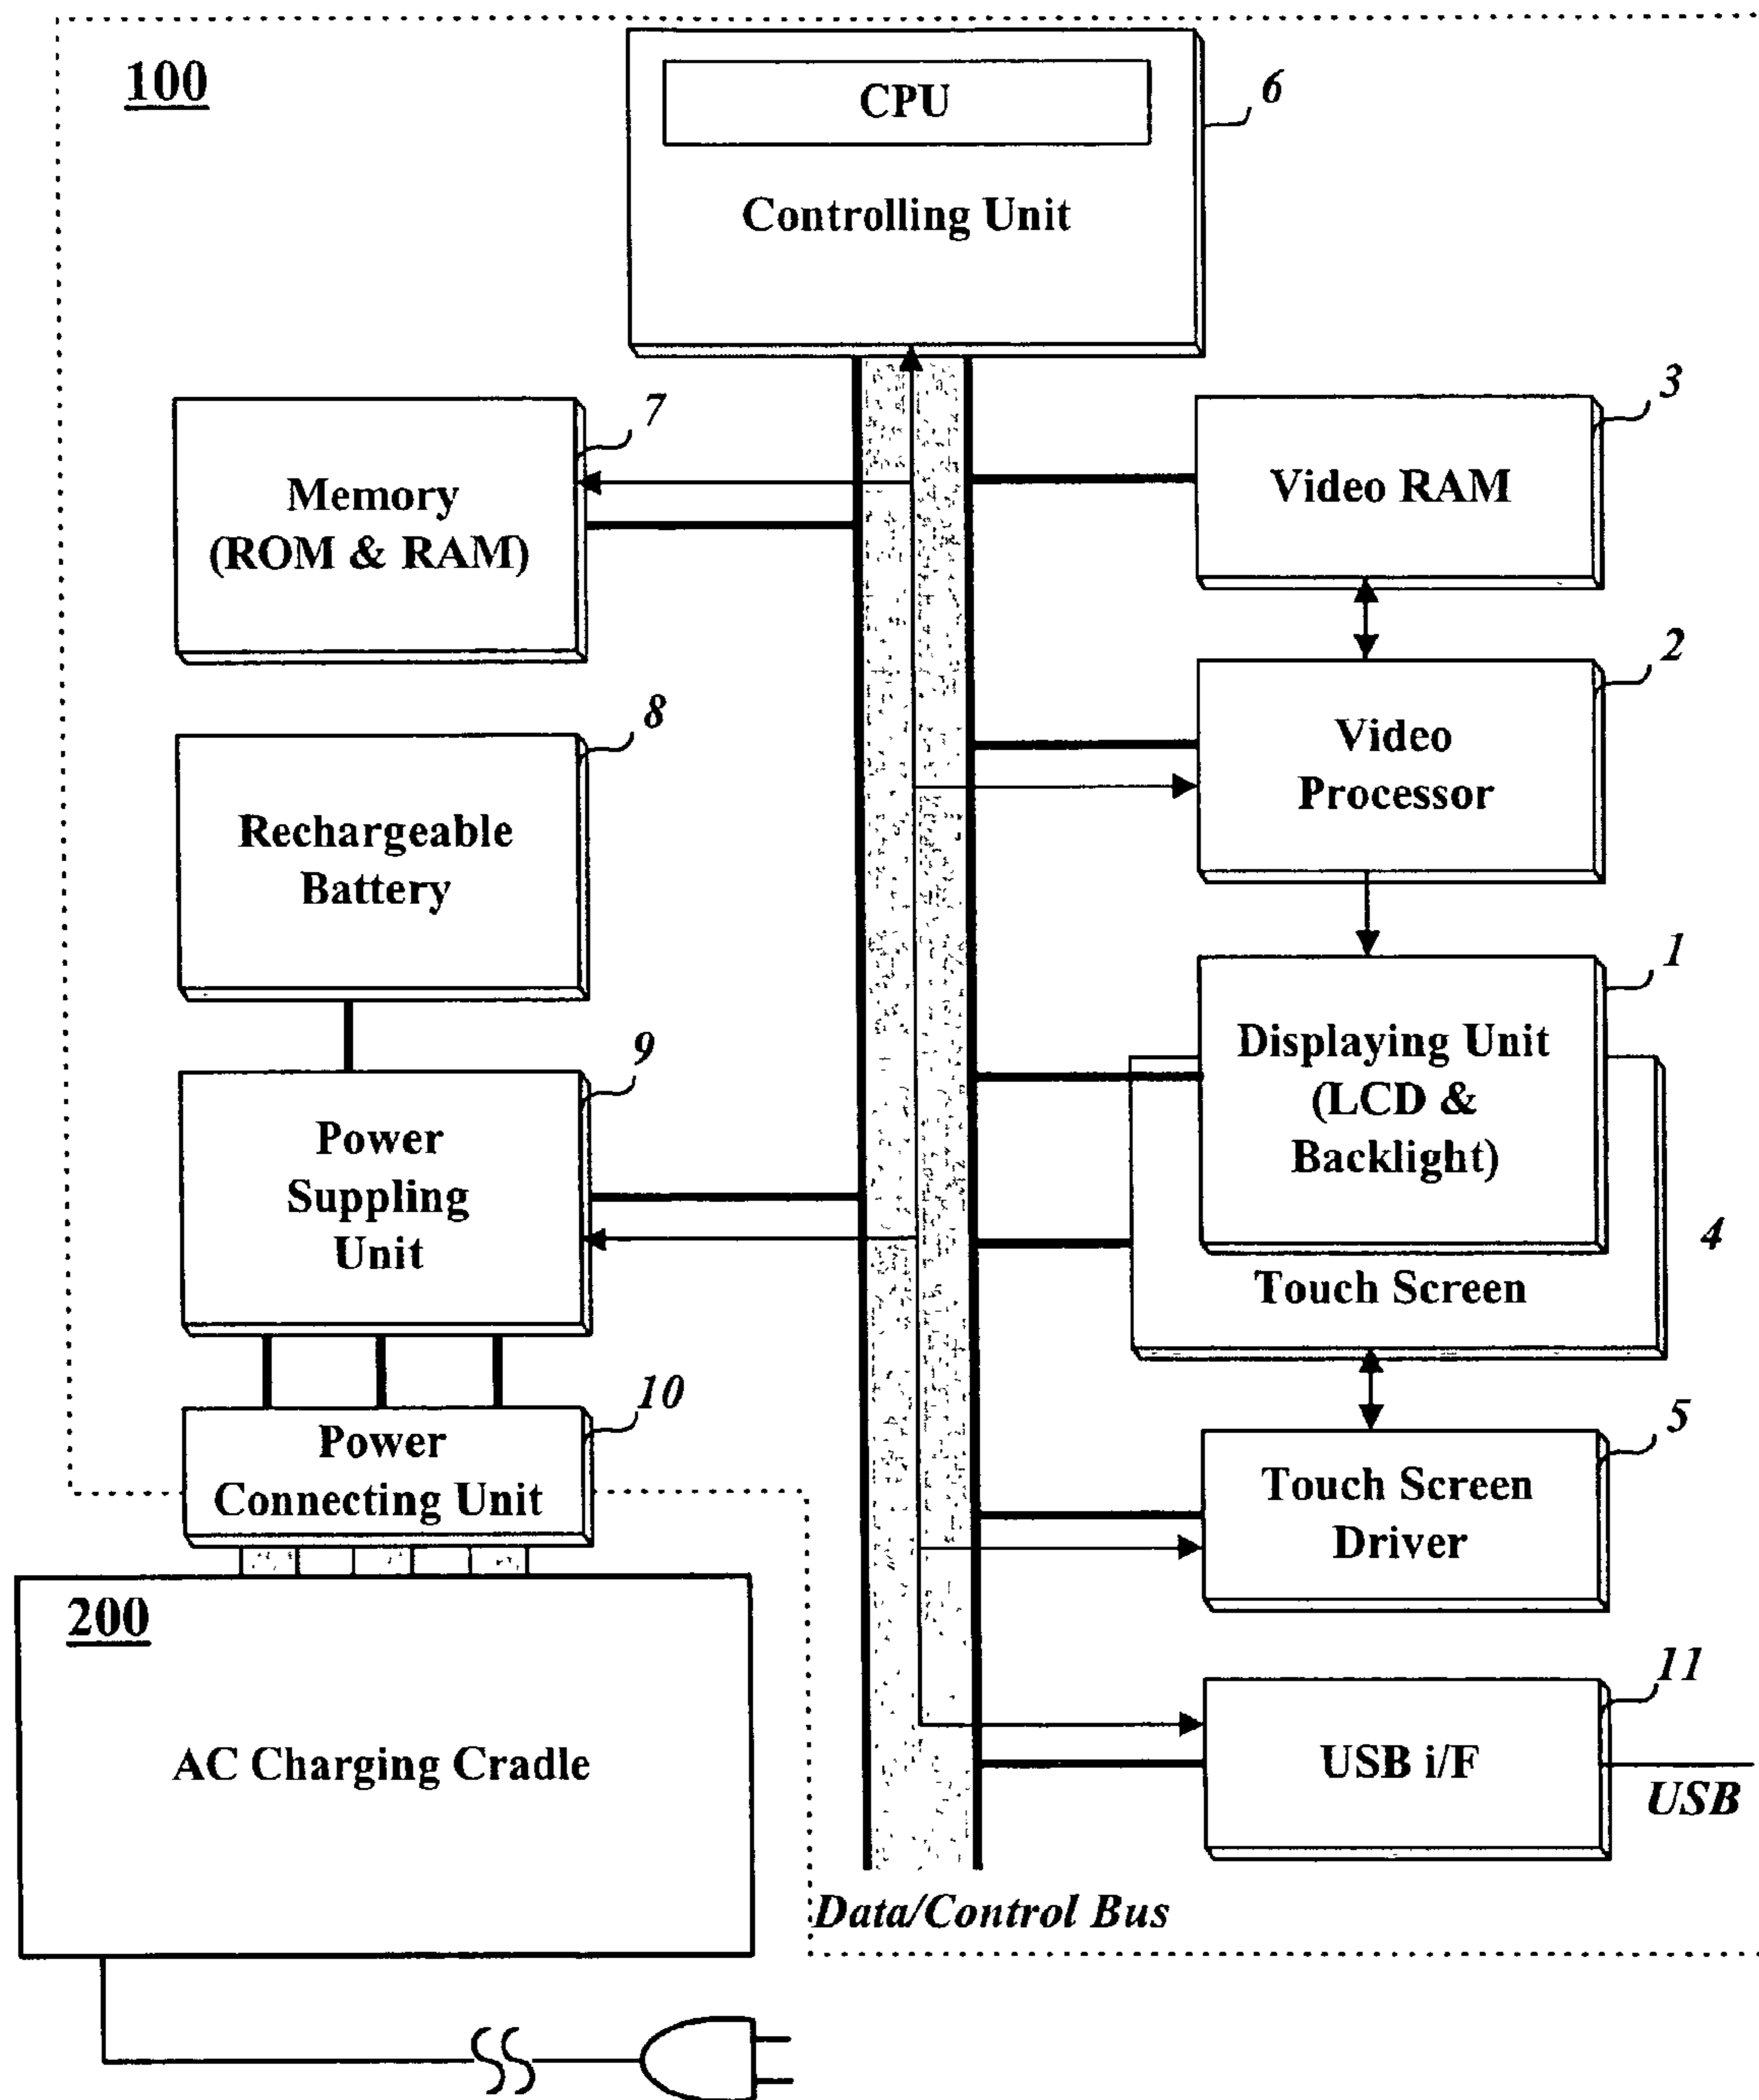 100
CPU
Controlling Unit
6
7
Memory
(ROM & RAM)
3
Video RAM
2
Video
Processor
8
Rechargeable
Battery
1
Displaying Unit
(LCD &
Backlight)
9
Power
Suppling
Unit
4
Touch Screen
10
Power
Connecting Unit
5
Touch Screen
Driver
200
AC Charging Cradle
11
USB i/F
USB
Data/Control Bus